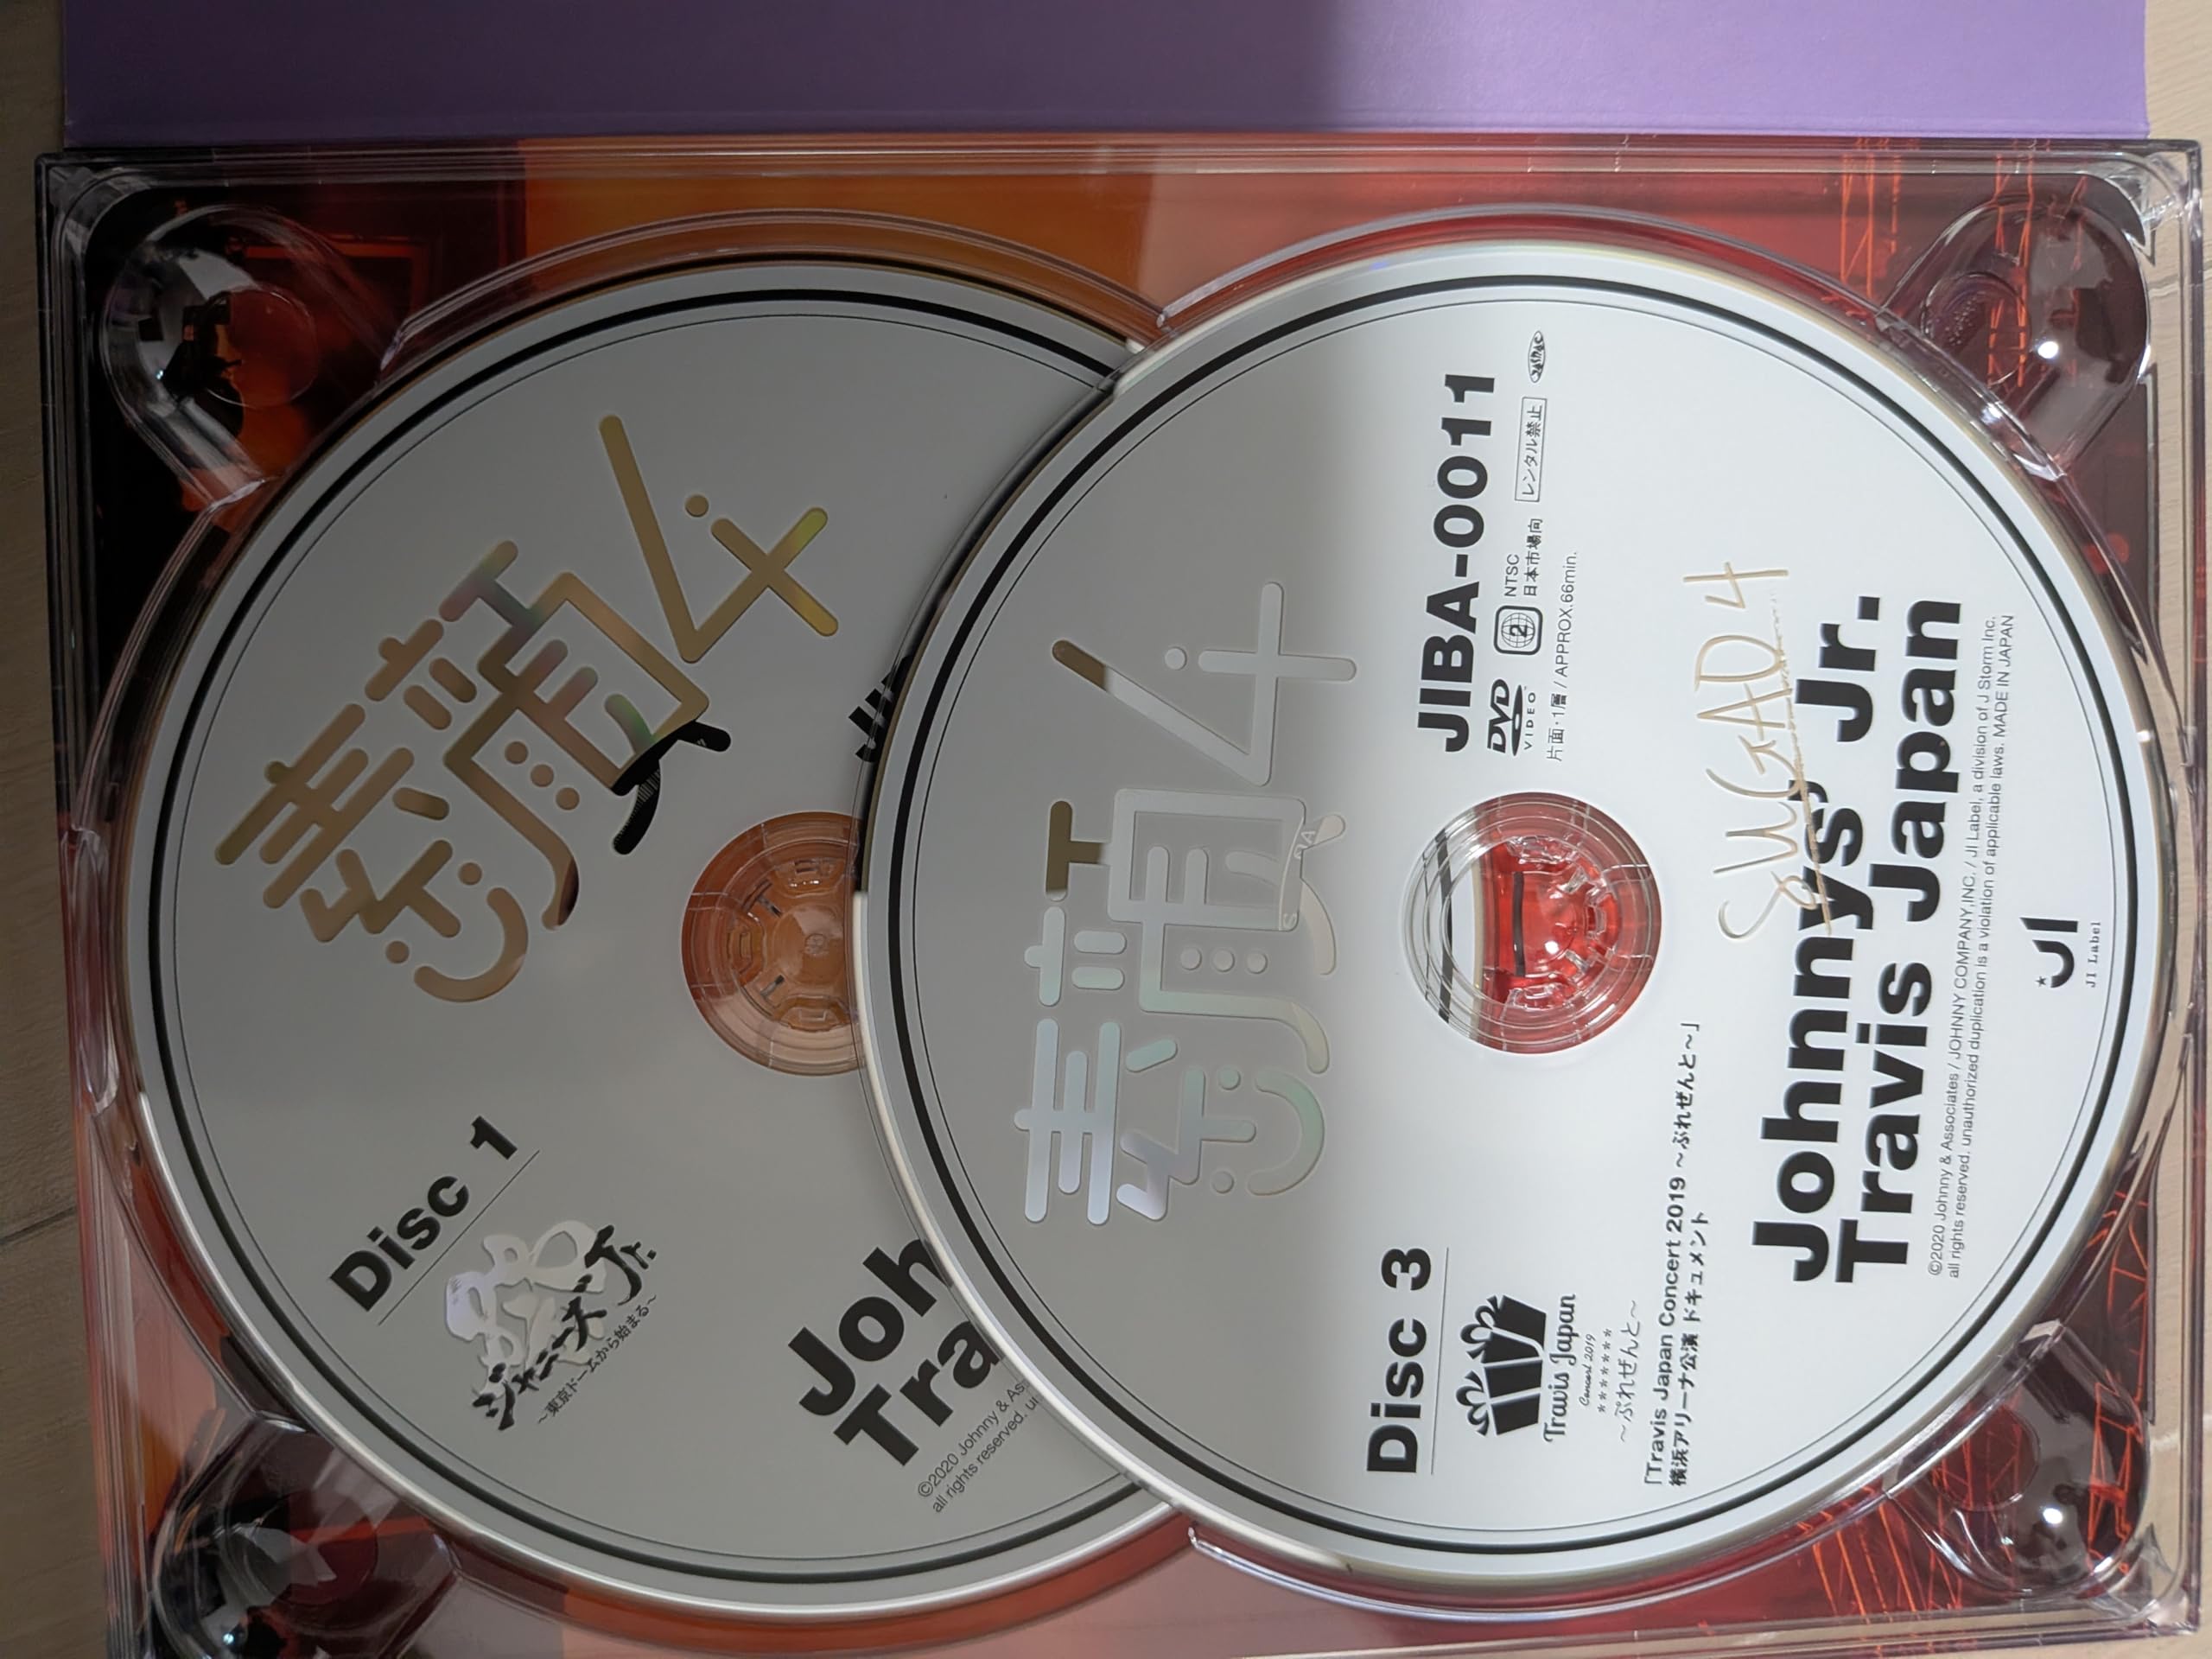 素顔4
Disc 1
ジャニーズJr.
〜東京ドームから始まる〜
Joh
Tra
©2020 Johnny & As
all rights reserved. u
素顔4
JIBA-0011
DVD
VIDEO
2
NTSC
日本市場向
レンタル禁止
JASRAC
片面・1層 / APPROX.66min.
Disc 3
Travis Japan
Concert 2019
〜ぷれぜんと〜
「Travis Japan Concert 2019 〜ぷれぜんと〜」
横浜アリーナ公演 ドキュメント
SUGAO 4
Johnnys' Jr.
Travis Japan
©2020 Johnny & Associates / JOHNNY COMPANY,INC. / JI Label, a division of J Storm Inc.
all rights reserved. unauthorized duplication is a violation of applicable laws. MADE IN JAPAN
JI
JI Label